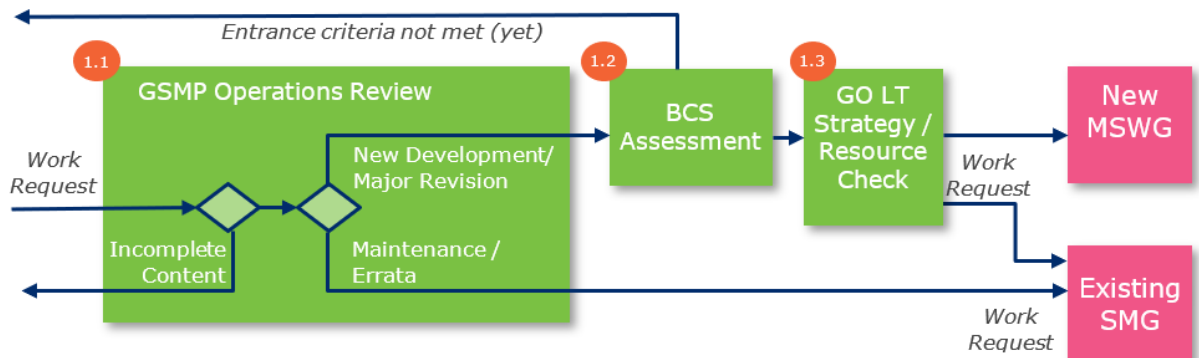 Entrance criteria not met (yet)
1.1
GSMP Operations Review
Work
Request
New Development/
Major Revision
Incomplete
Content
Maintenance /
Errata
1.2
BCS
Assessment
1.3
GO LT
Strategy /
Resource
Check
New
MSWG
Work
Request
Existing
SMG
Work
Request